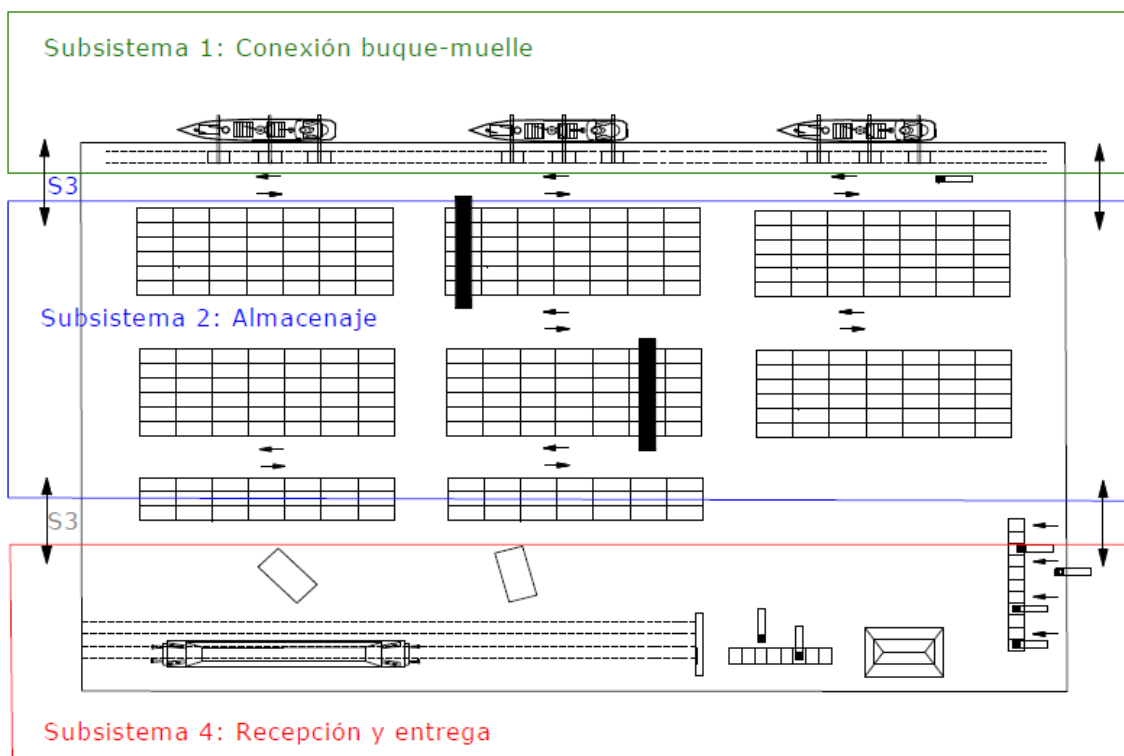 Subsistema 1: Conexión buque-muelle
S3
Subsistema 2: Almacenaje
S3
Subsistema 4: Recepción y entrega